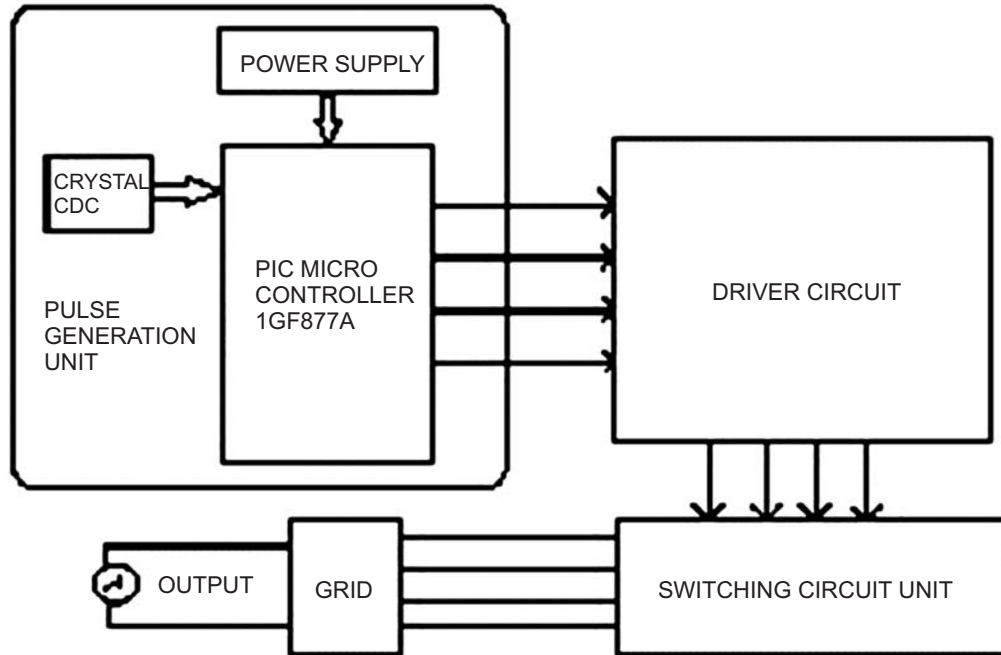 POWER SUPPLY
CRYSTAL
CDC
PIC MICRO
CONTROLLER
1GF877A
PULSE
GENERATION
UNIT
DRIVER CIRCUIT
OUTPUT
GRID
SWITCHING CIRCUIT UNIT